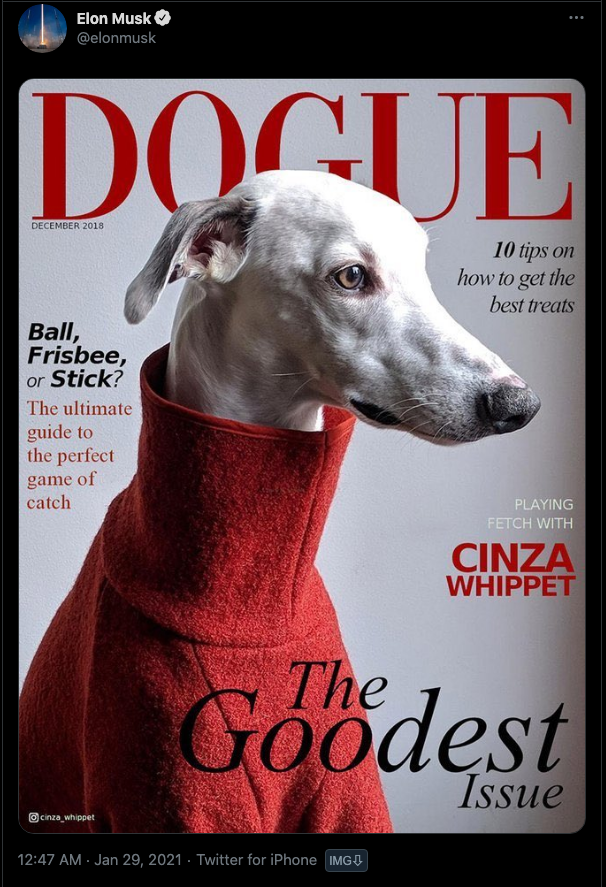 Elon Musk
@elonmusk
DOGUE
DECEMBER 2018
10 tips on
how to get the
best treats
Ball,
Frisbee,
or Stick?
The ultimate
guide to
the perfect
game of
catch
PLAYING
FETCH WITH
CINZA
WHIPPET
The
Goodest
Issue
cinza_whippet
12:47 AM · Jan 29, 2021 · Twitter for iPhone IMG